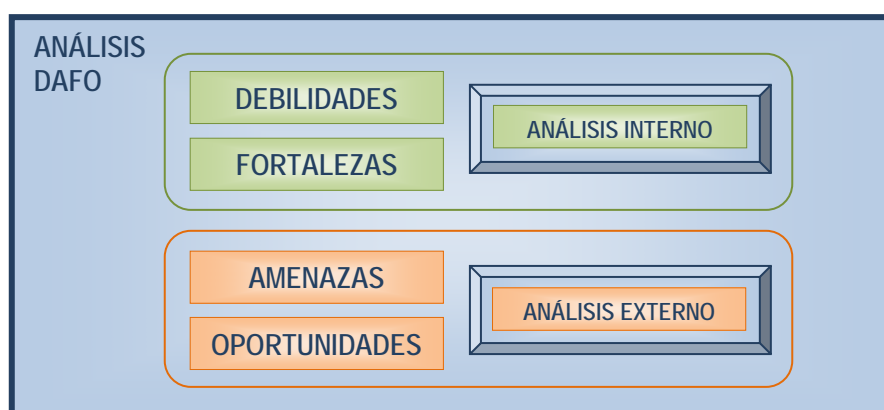 ANÁLISIS
DAFO
DEBILIDADES
FORTALEZAS
ANÁLISIS INTERNO
AMENAZAS
OPORTUNIDADES
ANÁLISIS EXTERNO